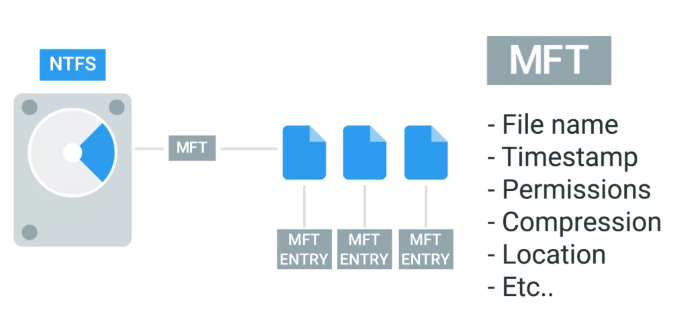 NTFS
MFT
MFT
ENTRY
MFT
ENTRY
MFT
ENTRY
MFT
- File name
- Timestamp
- Permissions
- Compression
- Location
- Etc..